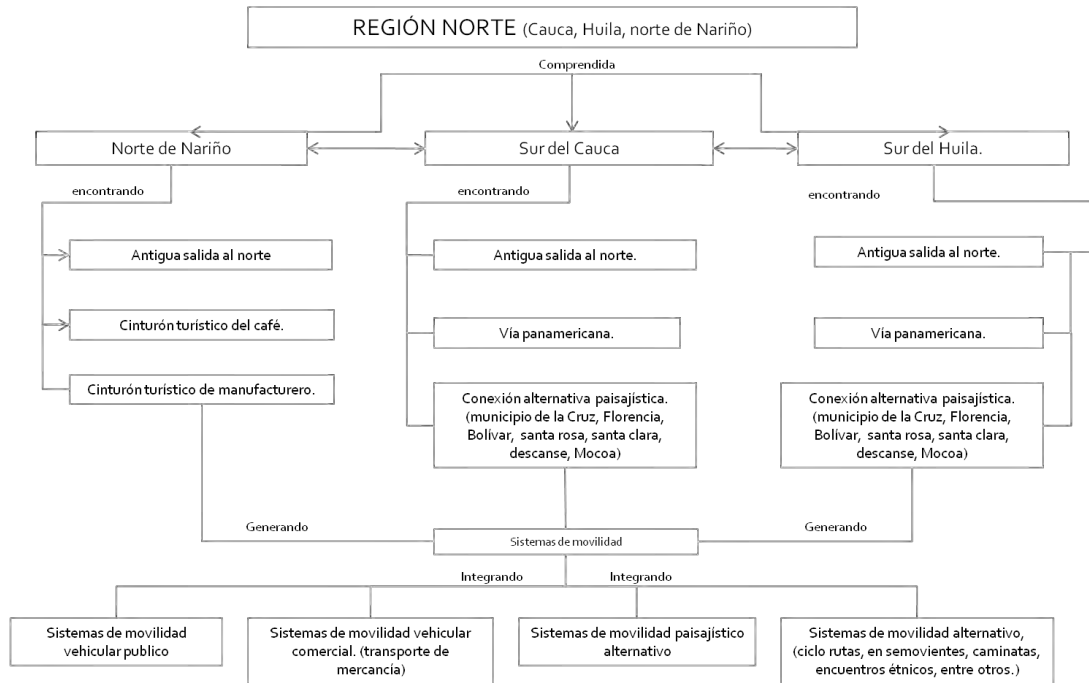 REGIÓN NORTE (Cauca, Huila, norte de Nariño)
Comprendida
Norte de Nariño
Sur del Cauca
Sur del Huila.
encontrando
encontrando
encontrando
Antigua salida al norte
Antigua salida al norte.
Antigua salida al norte.
Cinturón turístico del café.
Vía panamericana.
Vía panamericana.
Cinturón turístico de manufacturero.
Conexión alternativa paisajística.
(municipio de la Cruz, Florencia,
Bolívar, santa rosa, santa clara,
descanse, Mocoa)
Conexión alternativa paisajística.
(municipio de la Cruz, Florencia,
Bolívar, santa rosa, santa clara,
descanse, Mocoa)
Generando
Generando
Sistemas de movilidad
Integrando
Integrando
Sistemas de movilidad
vehicular publico
Sistemas de movilidad vehicular
comercial. (transporte de
mercancía)
Sistemas de movilidad paisajístico
alternativo
Sistemas de movilidad alternativo,
(ciclo rutas, en semovientes, caminatas,
encuentros étnicos, entre otros.)